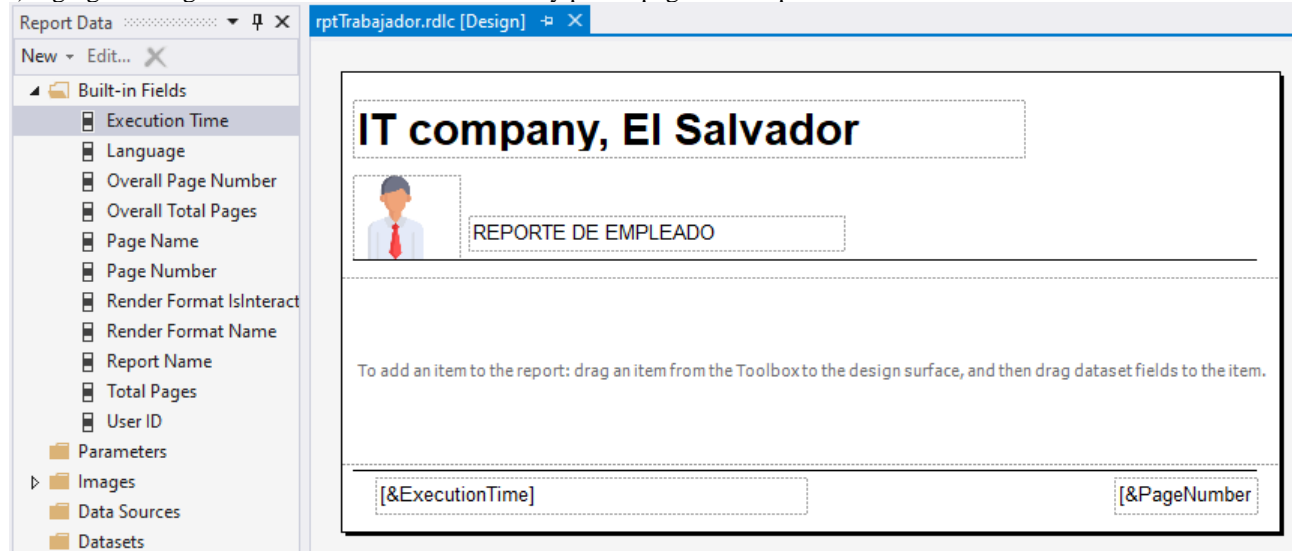 Report Data
rptTrabajador.rdlc [Design]
New Edit...
Built-in Fields
Execution Time
Language
Overall Page Number
Overall Total Pages
Page Name
Page Number
Render Format IsInteract
Render Format Name
Report Name
Total Pages
User ID
Parameters
Images
Data Sources
Datasets
IT company, El Salvador
REPORTE DE EMPLEADO
To add an item to the report: drag an item from the Toolbox to the design surface, and then drag dataset fields to the item.
[&ExecutionTime]
[&PageNumber